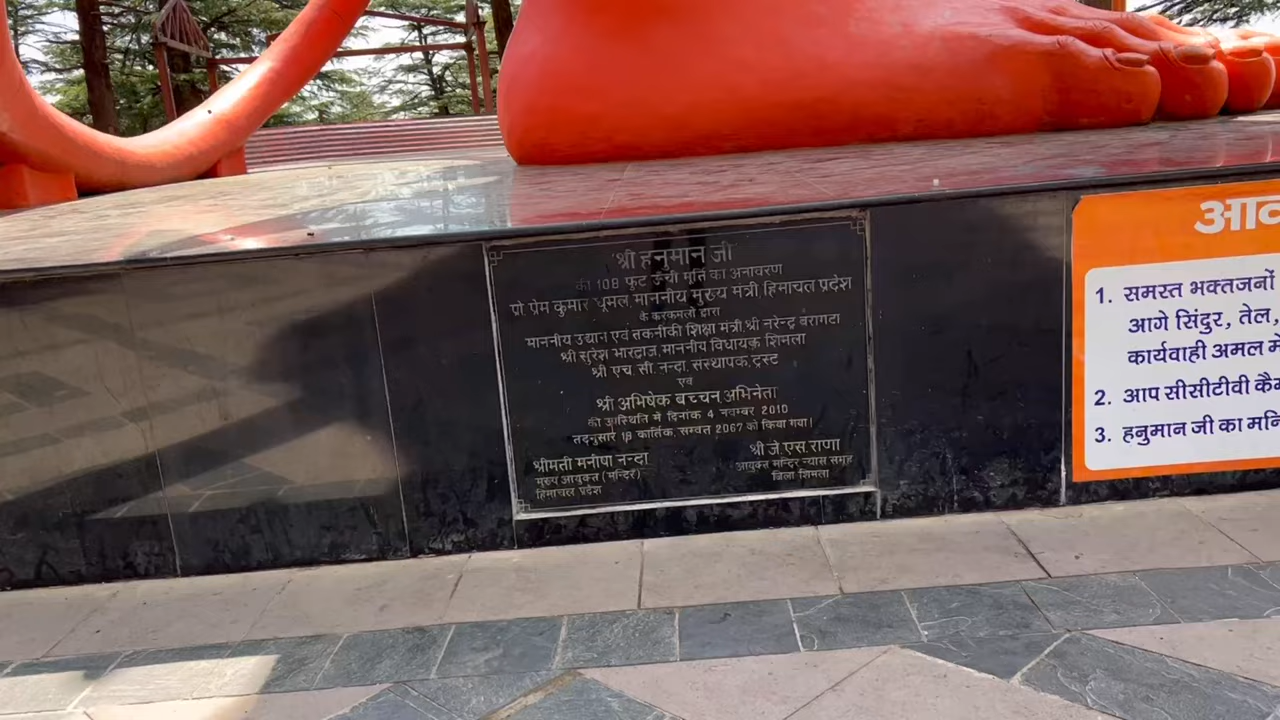 श्री हनुमान जी
की 108 फुट ऊंची मूर्ति का अनावरण
प्रो. प्रेम कुमार धूमल माननीय मुख्य मंत्री, हिमाचल प्रदेश
के करकमलों द्वारा
माननीय उद्यान एवं तकनीकी शिक्षा मंत्री, श्री नरेन्द्र बरागटा
श्री सुरेश भारद्वाज, माननीय विधायक शिमला
श्री एच. सी. नन्दा, संस्थापक, ट्रस्ट
एवं
श्री अभिषेक बच्चन, अभिनेता
की उपस्थिति में दिनांक 4 नवम्बर 2010
तद्नुसार 18 कार्तिक, सम्वत 2067 को किया गया।
श्रीमती मनीषा नन्दा
मुख्य आयुक्त (मन्दिर)
हिमाचल प्रदेश
श्री जे. एस. राणा
आयुक्त मन्दिर न्यास समूह
जिला शिमला
1. समस्त भक्तजनों
आगे सिंदुर, तेल,
कार्यवाही अमल में
2. आप सीसीटीवी
3. हनुमान जी का